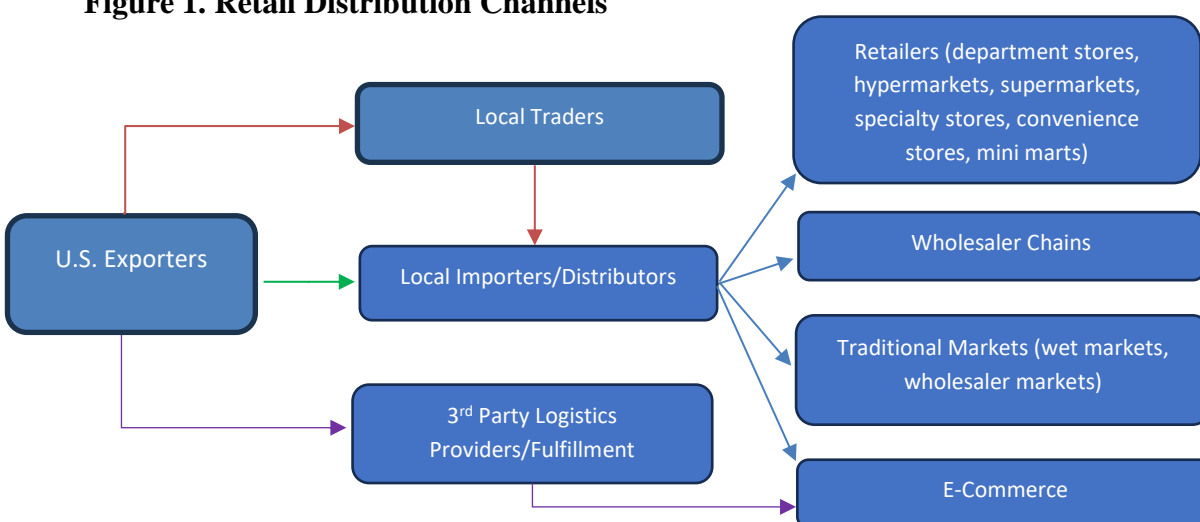 Figure 1. Retail Distribution Channels
Retailers (department stores,
hypermarkets, supermarkets,
specialty stores, convenience
stores, mini marts)
Local Traders
U.S. Exporters
Local Importers/Distributors
Wholesaler Chains
Traditional Markets (wet markets,
wholesaler markets)
3rd Party Logistics
Providers/Fulfillment
E-Commerce